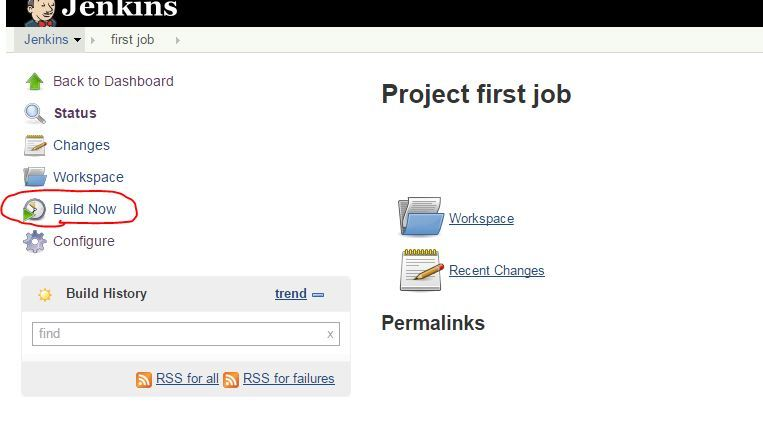 Jenkins
Jenkins first job
Back to Dashboard
Status
Changes
Workspace
Build Now
Configure
Build History trend
find x
RSS for all RSS for failures
Project first job
Workspace
Recent Changes
Permalinks